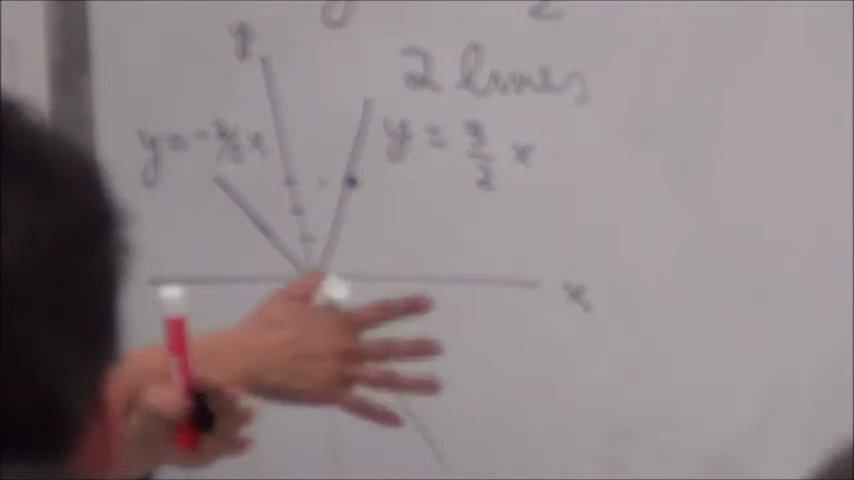 y
2 lines
y = -3/2 x
y = 3/2 x
x